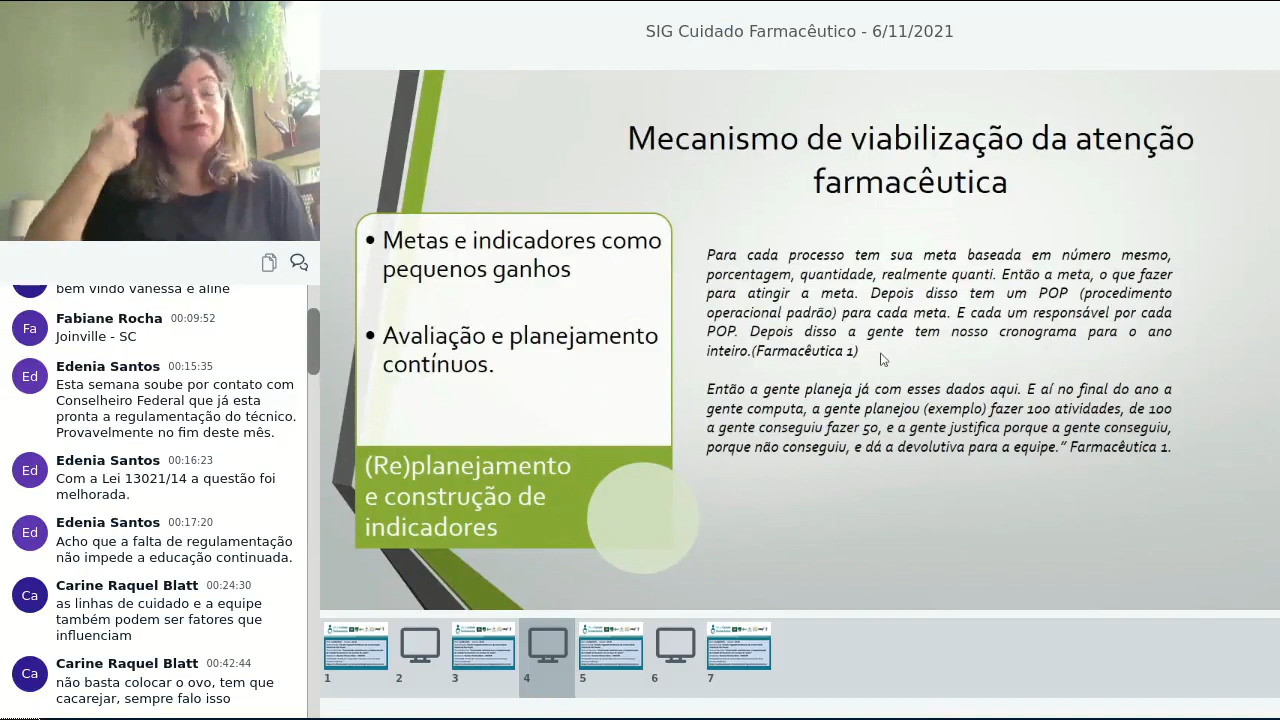 SIG Cuidado Farmacêutico - 6/11/2021
Mecanismo de viabilização da atenção
farmacêutica
• Metas e indicadores como
pequenos ganhos
• Avaliação e planejamento
contínuos.
(Re)planejamento
e construção de
indicadores
Para cada processo tem sua meta baseada em número mesmo,
porcentagem, quantidade, realmente quanti. Então a meta, o que fazer
para atingir a meta. Depois disso tem um POP (procedimento
operacional padrão) para cada meta. E cada um responsável por cada
POP. Depois disso a gente tem nosso cronograma para o ano
inteiro.(Farmacêutica 1)
Então a gente planeja já com esses dados aqui. E aí no final do ano a
gente computa, a gente planejou (exemplo) fazer 100 atividades, de 100
a gente conseguiu fazer 50, e a gente justifica porque a gente conseguiu,
porque não conseguiu, e dá a devolutiva para a equipe.” Farmacêutica 1.
bem vindo vanessa e aline
Fa
Fabiane Rocha 00:09:52
Joinville - SC
Ed
Edenia Santos 00:15:35
Esta semana soube por contato com
Conselheiro Federal que já esta
pronta a regulamentação do técnico.
Provavelmente no fim deste mês.
Ed
Edenia Santos 00:16:23
Com a Lei 13021/14 a questão foi
melhorada.
Ed
Edenia Santos 00:17:20
Acho que a falta de regulamentação
não impede a educação continuada.
Ca
Carine Raquel Blatt 00:24:30
as linhas de cuidado e a equipe
também podem ser fatores que
influenciam
Ca
Carine Raquel Blatt 00:42:44
não basta colocar o ovo, tem que
cacarejar, sempre falo isso
1 2 3 4 5 6 7